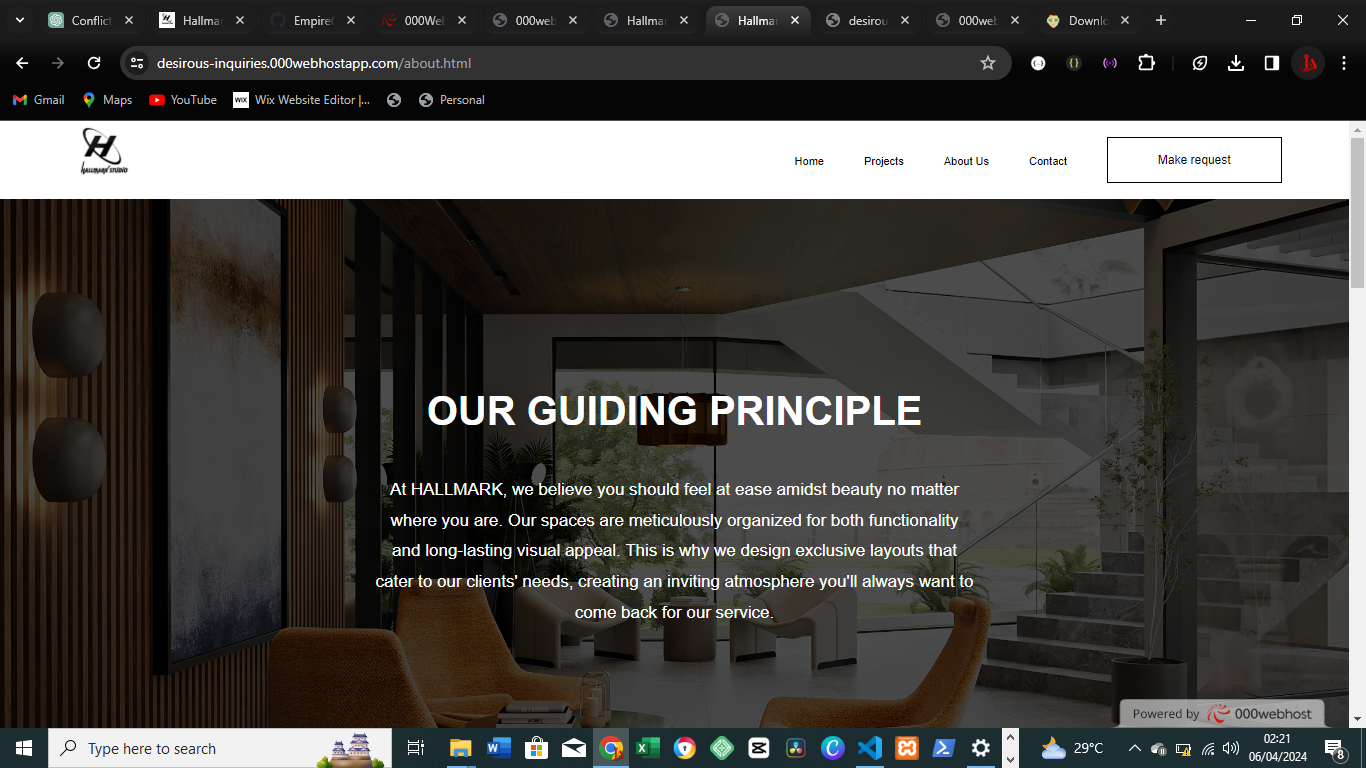 Conflict
Hallmar
EmpireC
000Wel
000web
Hallmar
Hallmar
desirou
000web
Downlo
desirous-inquiries.000webhostapp.com/about.html
Gmail
Maps
YouTube
WIX
Wix Website Editor |...
Personal
H
HALLMARK STUDIO
Home
Projects
About Us
Contact
Make request
OUR GUIDING PRINCIPLE
At HALLMARK, we believe you should feel at ease amidst beauty no matter
where you are. Our spaces are meticulously organized for both functionality
and long-lasting visual appeal. This is why we design exclusive layouts that
cater to our clients' needs, creating an inviting atmosphere you'll always want to
come back for our service.
Powered by 000webhost
Type here to search
29°C
02:21
06/04/2024
8